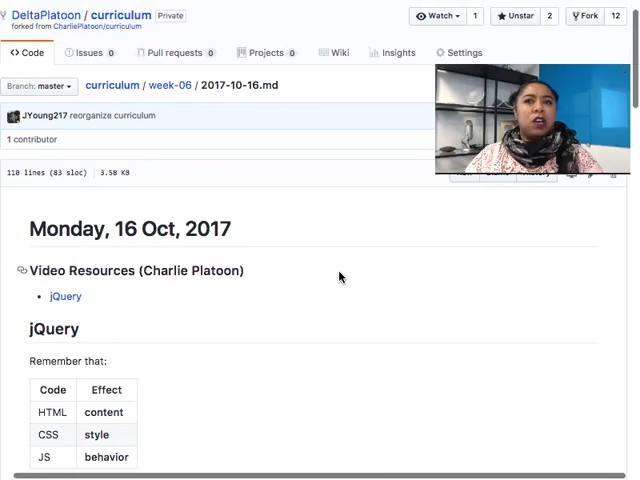 DeltaPlatoon / curriculum Private
forked from CharliePlatoon/curriculum
Watch 1 Unstar 2 Fork 12
Code Issues 0 Pull requests 0 Projects 0 Wiki Insights Settings
Branch: master curriculum / week-06 / 2017-10-16.md
JYoung217 reorganize curriculum
1 contributor
110 lines (83 sloc) 3.58 KB
Monday, 16 Oct, 2017
Video Resources (Charlie Platoon)
• jQuery
jQuery
Remember that:
Code Effect
HTML content
CSS style
JS behavior